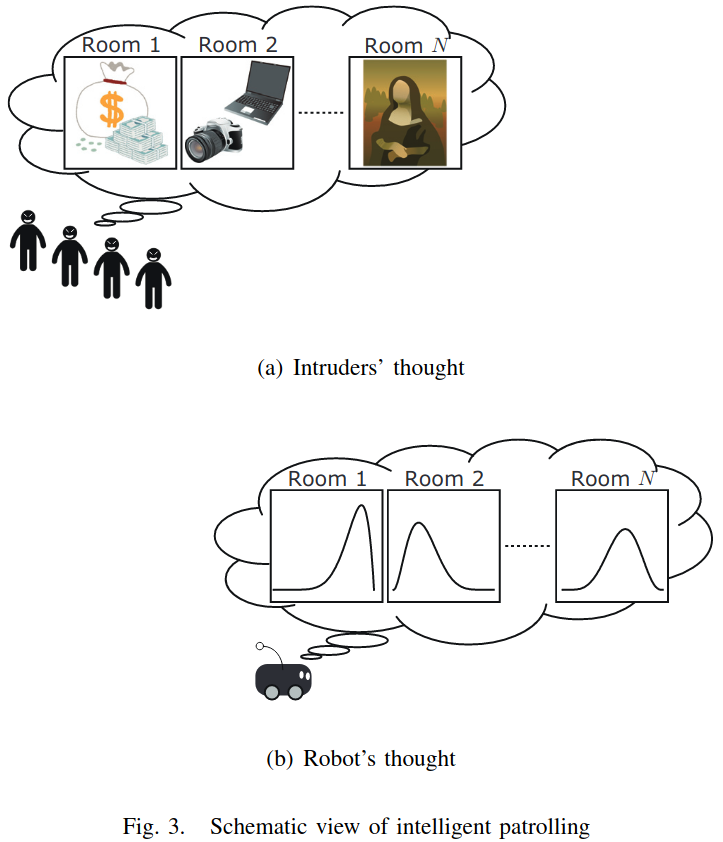 Room 1 Room 2 Room N
$
(a) Intruders’ thought
Room 1 Room 2 Room N
(b) Robot’s thought
Fig. 3. Schematic view of intelligent patrolling